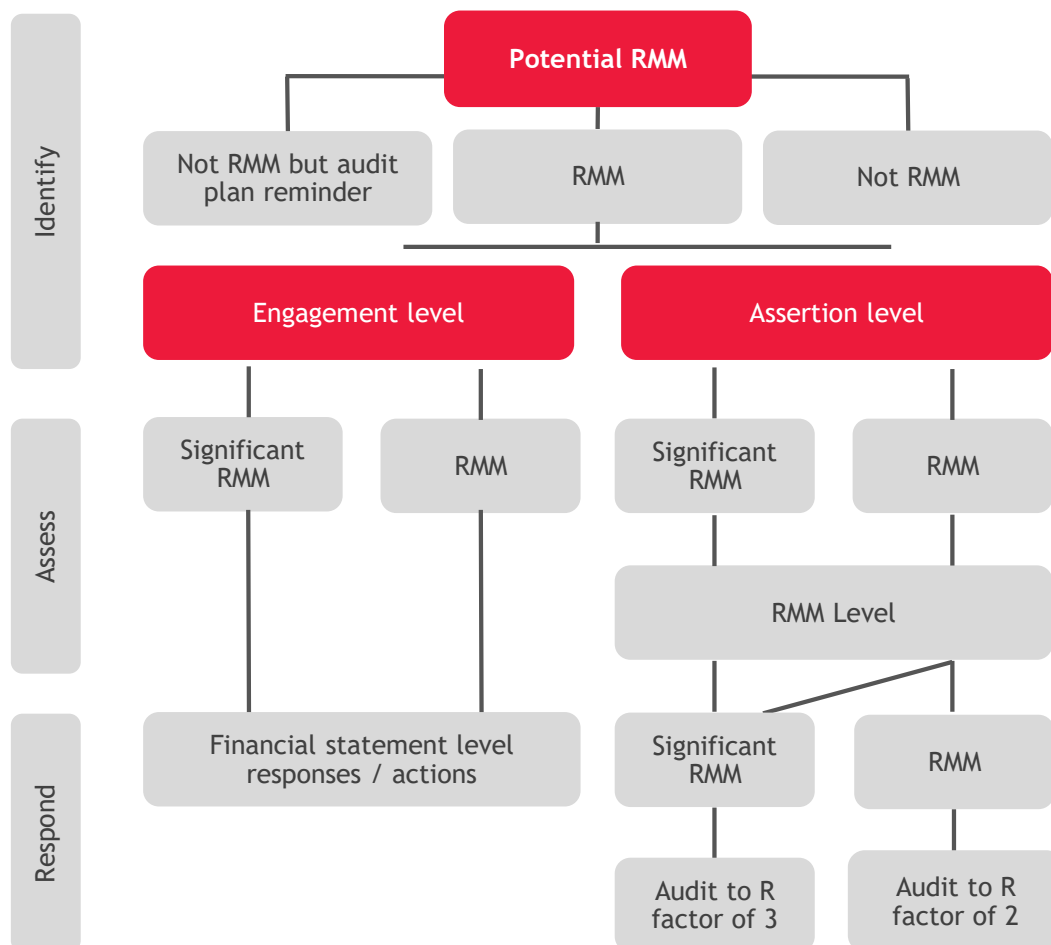 Identify
Potential RMM
Not RMM but audit
plan reminder
RMM
Not RMM
Engagement level
Assertion level
Assess
Significant
RMM
RMM
Significant
RMM
RMM
RMM Level
Respond
Financial statement level
responses / actions
Significant
RMM
RMM
Audit to R
factor of 3
Audit to R
factor of 2